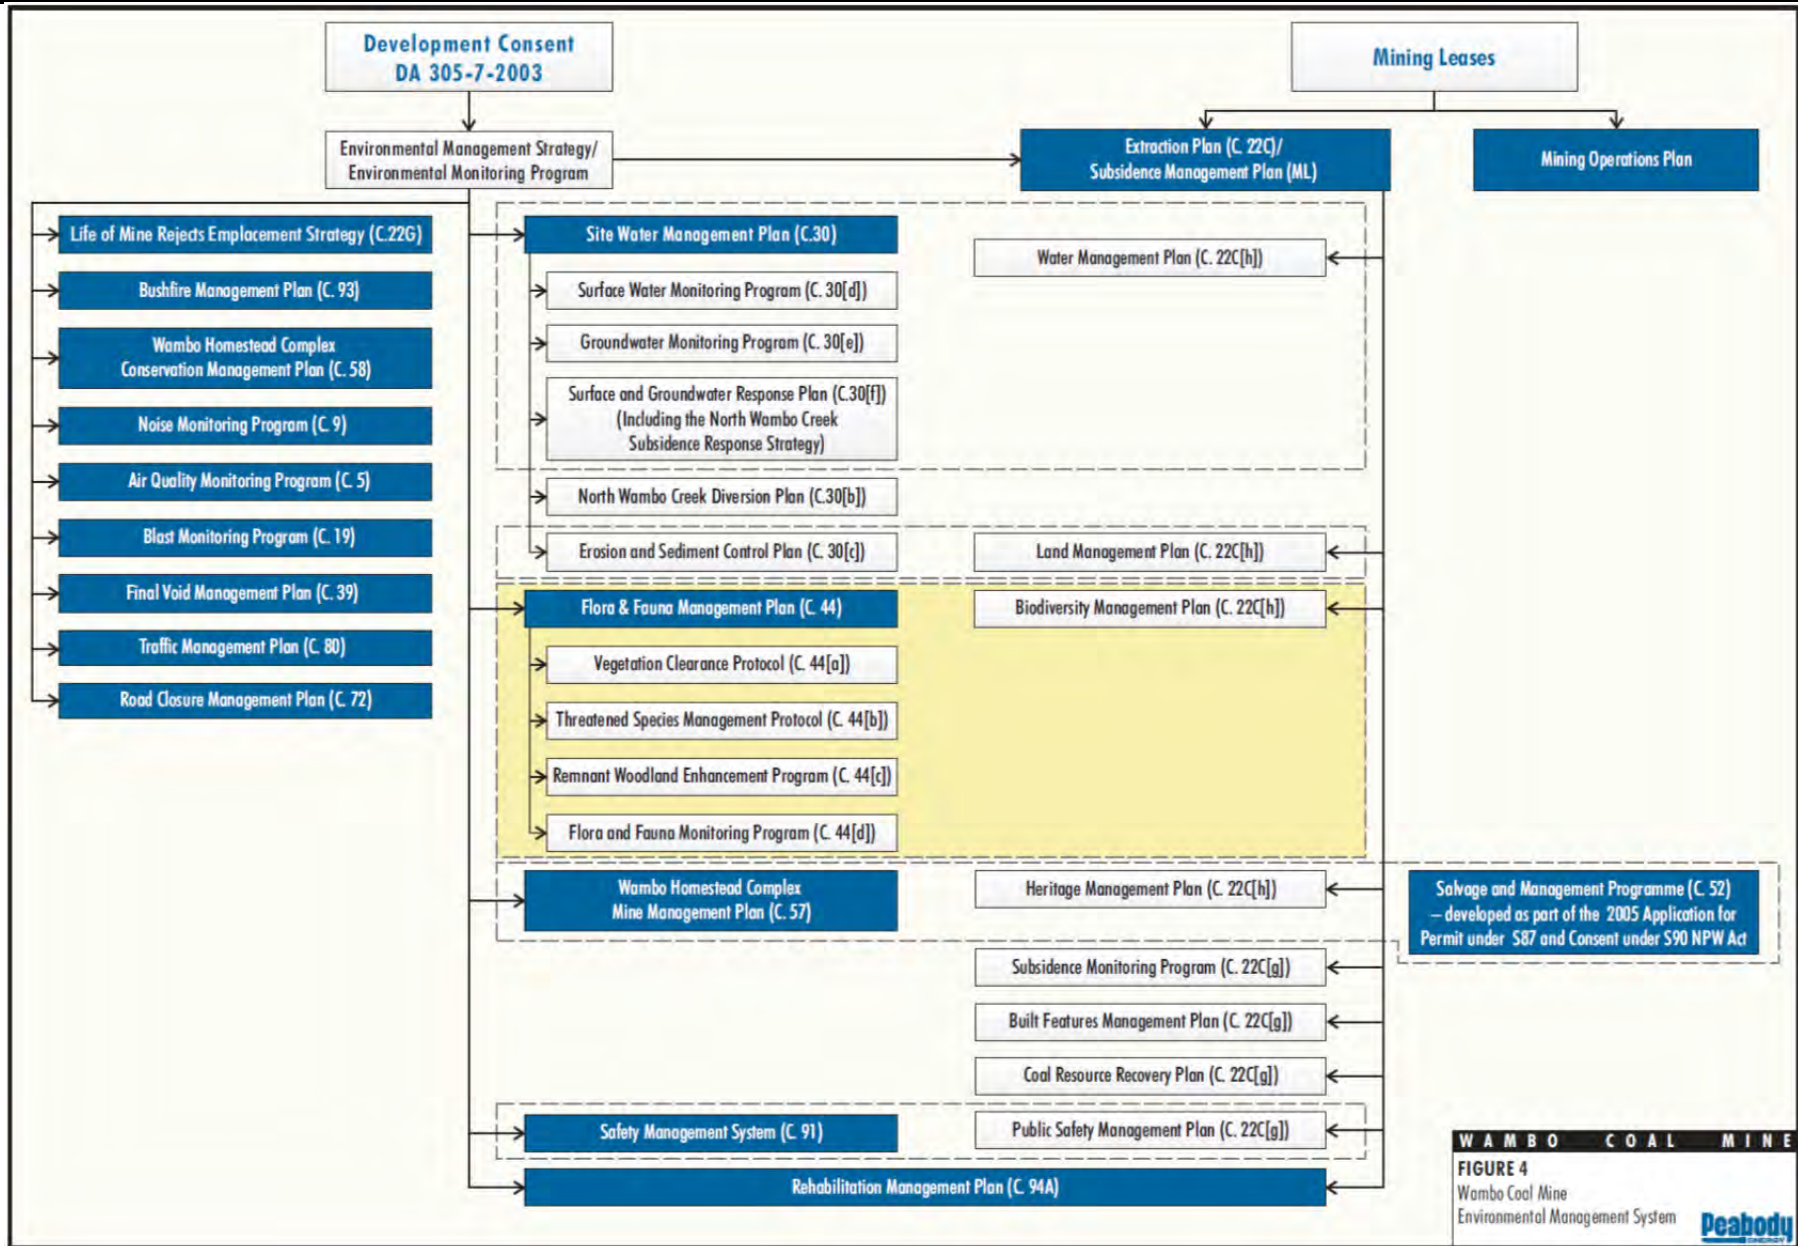 Development Consent
DA 305-7-2003
Mining Leases
Environmental Management Strategy/
Environmental Monitoring Program
Extraction Plan (C. 22C)/
Subsidence Management Plan (ML)
Mining Operations Plan
Life of Mine Rejects Emplacement Strategy (C.22G)
Bushfire Management Plan (C. 93)
Wambo Homestead Complex
Conservation Management Plan (C. 58)
Noise Monitoring Program (C. 9)
Air Quality Monitoring Program (C. 5)
Blast Monitoring Program (C. 19)
Final Void Management Plan (C. 39)
Traffic Management Plan (C. 80)
Road Closure Management Plan (C. 72)
Site Water Management Plan (C.30)
Surface Water Monitoring Program (C. 30[d])
Groundwater Monitoring Program (C. 30[e])
Surface and Groundwater Response Plan (C.30[f])
(Including the North Wambo Creek
Subsidence Response Strategy)
North Wambo Creek Diversion Plan (C.30[b])
Erosion and Sediment Control Plan (C. 30[c])
Flora & Fauna Management Plan (C. 44)
Vegetation Clearance Protocol (C. 44[a])
Threatened Species Management Protocol (C. 44[b])
Remnant Woodland Enhancement Program (C. 44[c])
Flora and Fauna Monitoring Program (C. 44[d])
Wambo Homestead Complex
Mine Management Plan (C. 57)
Safety Management System (C. 91)
Rehabilitation Management Plan (C. 94A)
Water Management Plan (C. 22C[h])
Land Management Plan (C. 22C[h])
Biodiversity Management Plan (C. 22C[h])
Heritage Management Plan (C. 22C[h])
Subsidence Monitoring Program (C. 22C[g])
Built Features Management Plan (C. 22C[g])
Coal Resource Recovery Plan (C. 22C[g])
Public Safety Management Plan (C. 22C[g])
Salvage and Management Programme (C. 52)
– developed as part of the 2005 Application for
Permit under S87 and Consent under S90 NPW Act
WAMBO COAL MINE
FIGURE 4
Wambo Coal Mine
Environmental Management System
Peabody
ENERGY